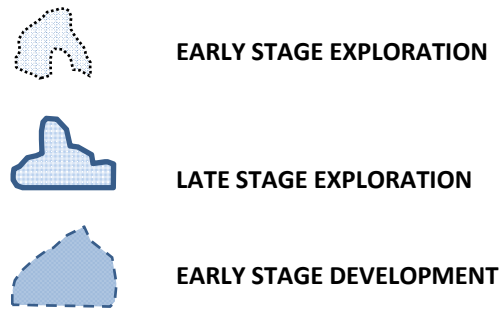 EARLY STAGE EXPLORATION
LATE STAGE EXPLORATION
EARLY STAGE DEVELOPMENT